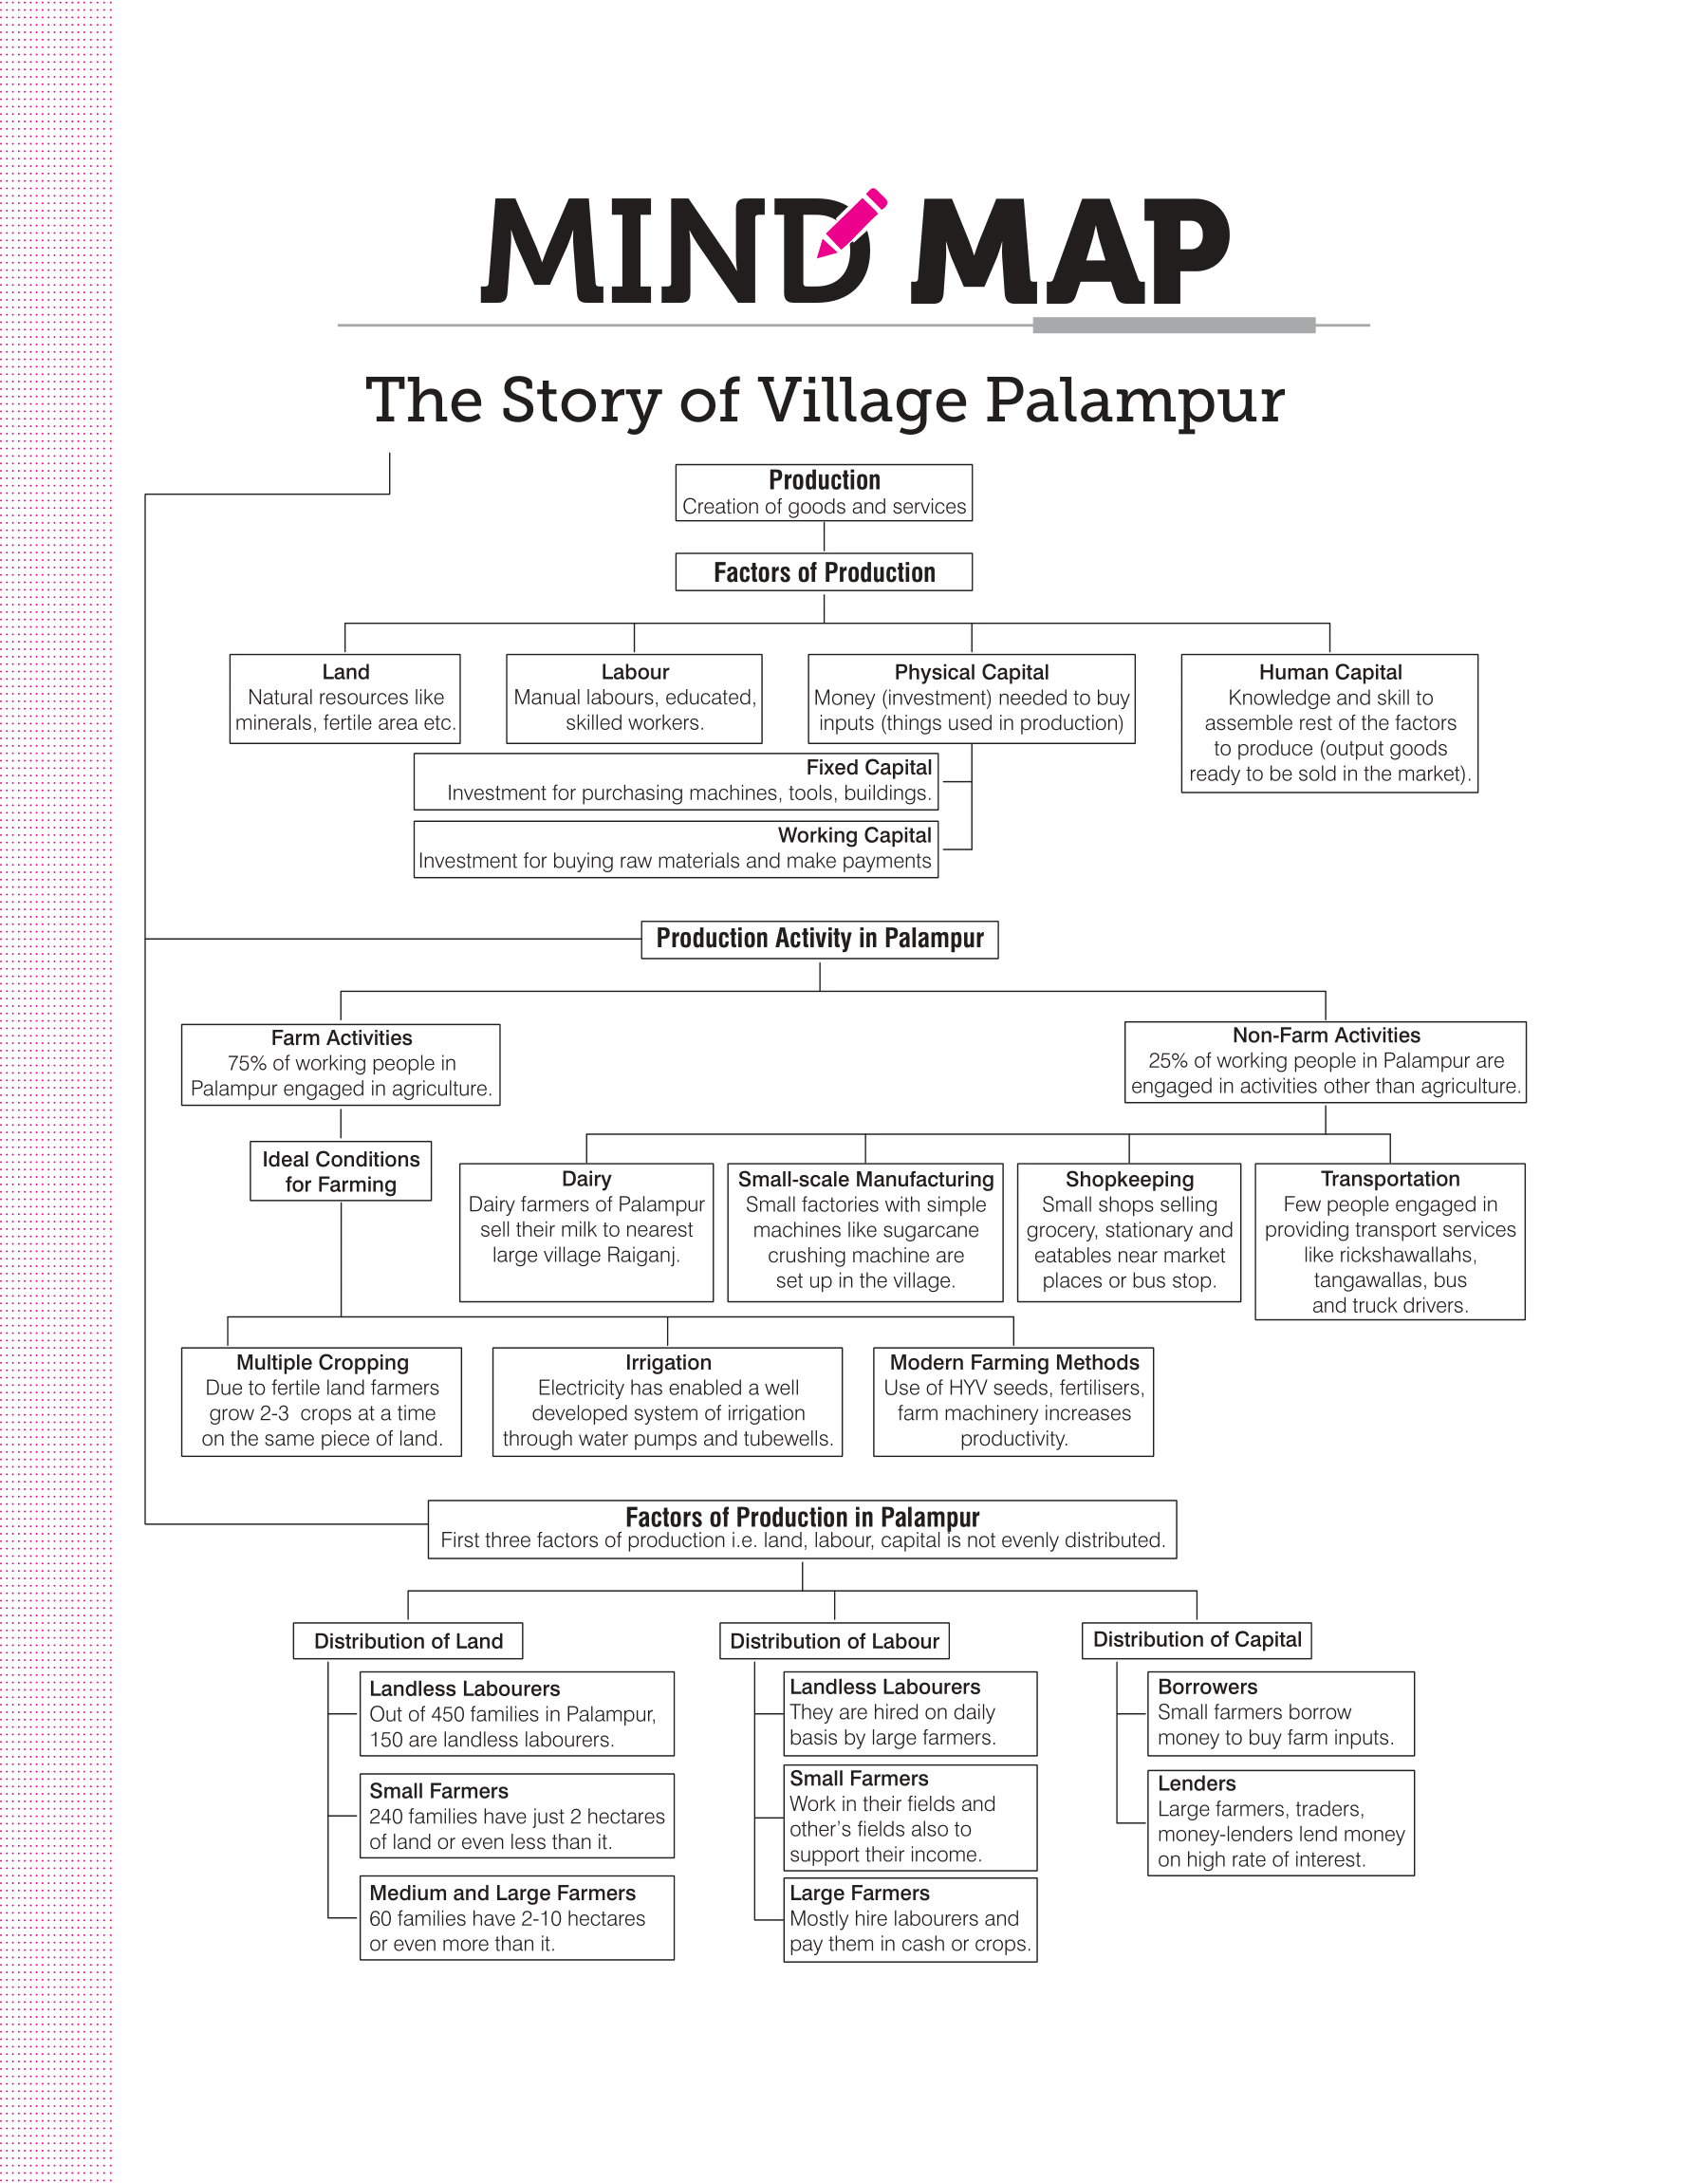 MIND MAP
The Story of Village Palampur
Production
Creation of goods and services
Factors of Production
Land
Natural resources like
minerals, fertile area etc.
Labour
Manual labours, educated,
skilled workers.
Physical Capital
Money (investment) needed to buy
inputs (things used in production)
Human Capital
Knowledge and skill to
assemble rest of the factors
to produce (output goods
ready to be sold in the market).
Fixed Capital
Investment for purchasing machines, tools, buildings.
Working Capital
Investment for buying raw materials and make payments
Production Activity in Palampur
Farm Activities
75% of working people in
Palampur engaged in agriculture.
Non-Farm Activities
25% of working people in Palampur are
engaged in activities other than agriculture.
Ideal Conditions
for Farming
Dairy
Dairy farmers of Palampur
sell their milk to nearest
large village Raiganj.
Small-scale Manufacturing
Small factories with simple
machines like sugarcane
crushing machine are
set up in the village.
Shopkeeping
Small shops selling
grocery, stationary and
eatables near market
places or bus stop.
Transportation
Few people engaged in
providing transport services
like rickshawallahs,
tangawallas, bus
and truck drivers.
Multiple Cropping
Due to fertile land farmers
grow 2-3 crops at a time
on the same piece of land.
Irrigation
Electricity has enabled a well
developed system of irrigation
through water pumps and tubewells.
Modern Farming Methods
Use of HYV seeds, fertilisers,
farm machinery increases
productivity.
Factors of Production in Palampur
First three factors of production i.e. land, labour, capital is not evenly distributed.
Distribution of Land
Landless Labourers
Out of 450 families in Palampur,
150 are landless labourers.
Small Farmers
240 families have just 2 hectares
of land or even less than it.
Medium and Large Farmers
60 families have 2-10 hectares
or even more than it.
Distribution of Labour
Landless Labourers
They are hired on daily
basis by large farmers.
Small Farmers
Work in their fields and
other's fields also to
support their income.
Large Farmers
Mostly hire labourers and
pay them in cash or crops.
Distribution of Capital
Borrowers
Small farmers borrow
money to buy farm inputs.
Lenders
Large farmers, traders,
money-lenders lend money
on high rate of interest.